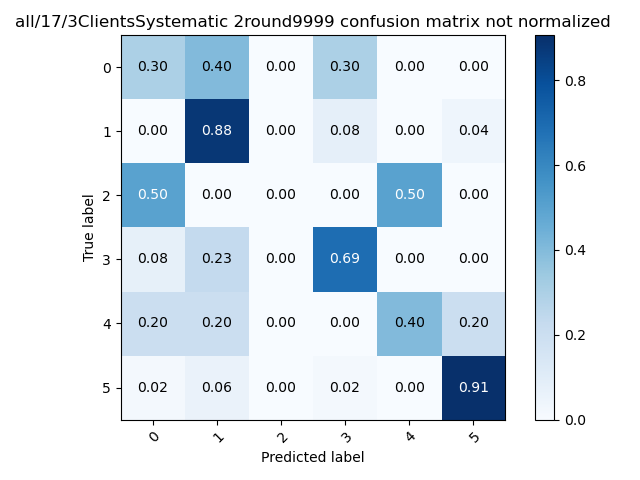 all/17/3ClientsSystematic 2round9999 confusion matrix not normalized
0 0.30 0.40 0.00 0.30 0.00 0.00
1 0.00 0.88 0.00 0.08 0.00 0.04
2 0.50 0.00 0.00 0.00 0.50 0.00
3 0.08 0.23 0.00 0.69 0.00 0.00
4 0.20 0.20 0.00 0.00 0.40 0.20
5 0.02 0.06 0.00 0.02 0.00 0.91
0 1 2 3 4 5
True label
Predicted label
0.8
0.6
0.4
0.2
0.0